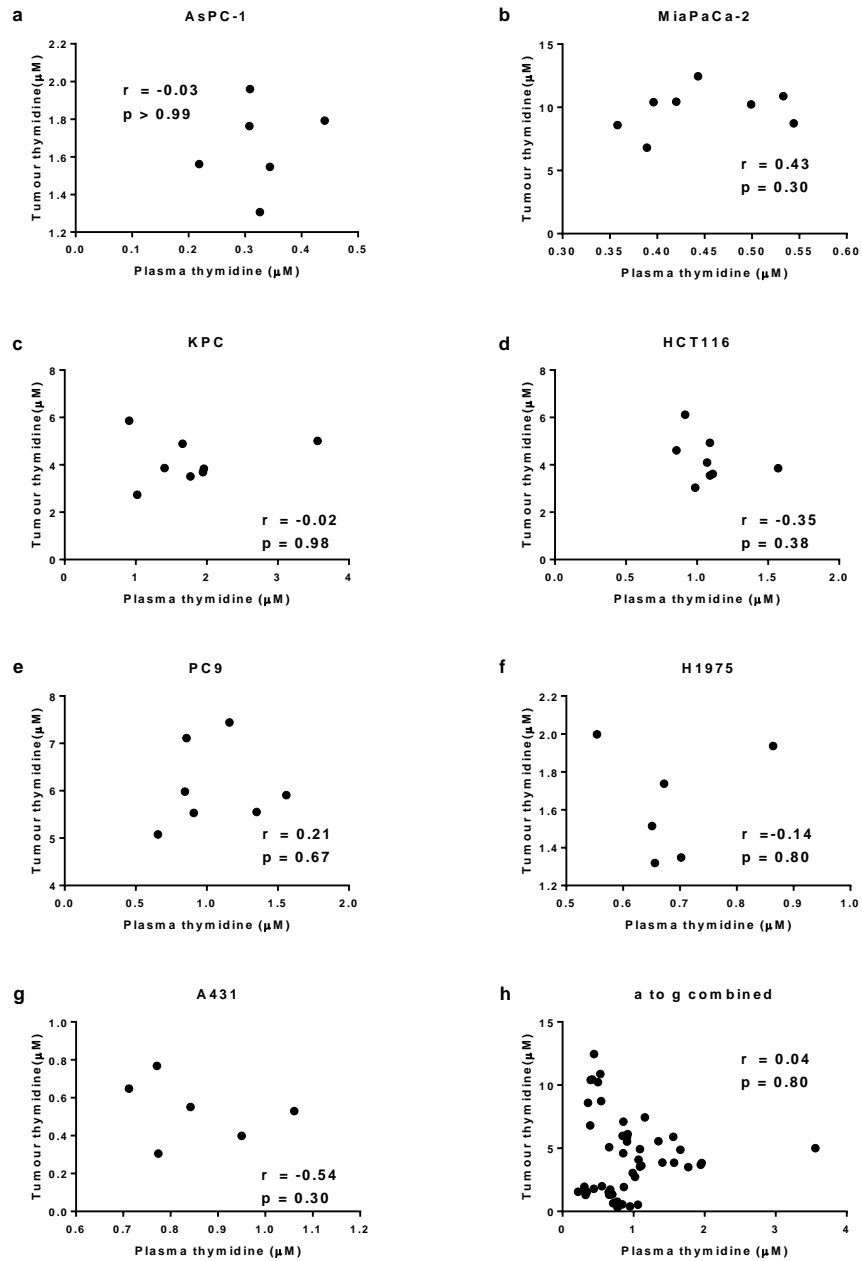 a
AsPC-1
2.2
2.0
1.8
1.6
1.4
1.2
Tumour thymidine(µM)
r = -0.03
p > 0.99
0.0 0.1 0.2 0.3 0.4 0.5
Plasma thymidine (µM)
b
MiaPaCa-2
15
10
5
0
Tumour thymidine(µM)
r = 0.43
p = 0.30
0.30 0.35 0.40 0.45 0.50 0.55 0.60
Plasma thymidine (µM)
c
KPC
8
6
4
2
0
Tumour thymidine(µM)
r = -0.02
p = 0.98
0 1 2 3 4
Plasma thymidine (µM)
d
HCT116
8
6
4
2
0
Tumour thymidine(µM)
r = -0.35
p = 0.38
0.0 0.5 1.0 1.5 2.0
Plasma thymidine (µM)
e
PC9
8
7
6
5
4
Tumour thymidine(µM)
r = 0.21
p = 0.67
0.0 0.5 1.0 1.5 2.0
Plasma thymidine (µM)
f
H1975
2.2
2.0
1.8
1.6
1.4
1.2
Tumour thymidine(µM)
r =-0.14
p = 0.80
0.5 0.6 0.7 0.8 0.9 1.0
Plasma thymidine (µM)
g
A431
1.0
0.8
0.6
0.4
0.2
0.0
Tumour thymidine(µM)
r = -0.54
p = 0.30
0.6 0.7 0.8 0.9 1.0 1.1 1.2
Plasma thymidine (µM)
h
a to g combined
15
10
5
0
Tumour thymidine(µM)
r = 0.04
p = 0.80
0 1 2 3 4
Plasma thymidine (µM)